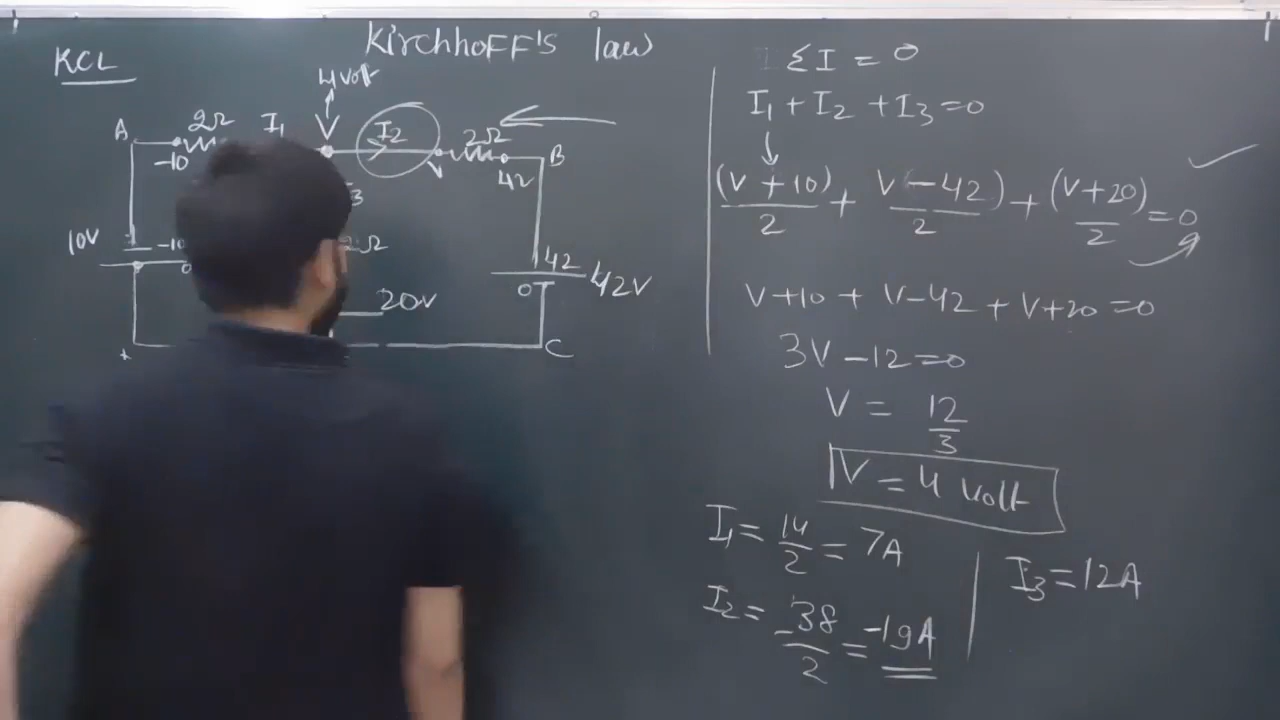 Kirchhoff's law
KCL
4 volt
A
2Ω
I₁
V
I₂
2Ω
B
-10
V
42
3
10V
-10
0
2Ω
42
0
42V
20V
C
ΣI = 0
I₁ + I₂ + I₃ = 0
(V + 10)/2 + V - 42)/2 + (V+20)/2 = 0
V+10 + V-42 + V+20 = 0
3V - 12 = 0
V = 12/3
V = 4 volt
I₁ = 14/2 = 7A
I₃ = 12A
I₂ = -38/2 = -19A